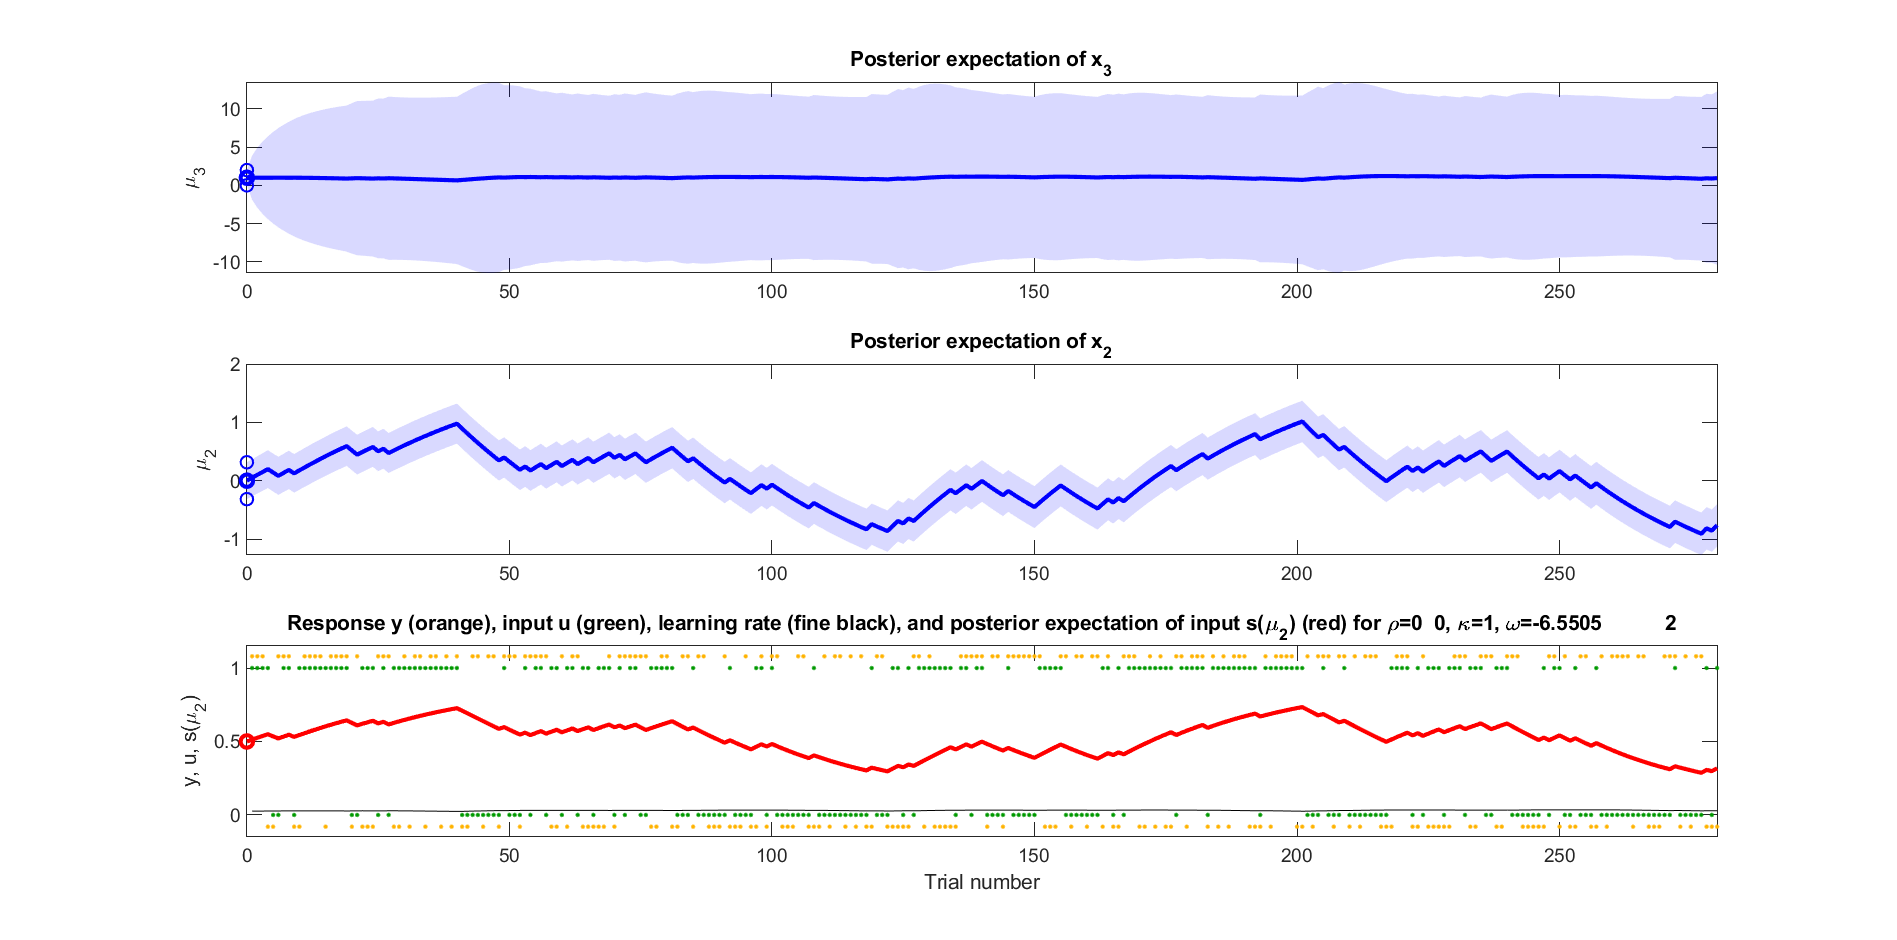 Posterior expectation of x₃
10
5
0
-5
-10
μ₃
0 50 100 150 200 250
Posterior expectation of x₂
2
1
0
-1
μ₂
0 50 100 150 200 250
Response y (orange), input u (green), learning rate (fine black), and posterior expectation of input s(μ₂) (red) for ρ=0 0, κ=1, ω=-6.5505 2
1
0.5
0
y, u, s(μ₂)
0 50 100 150 200 250
Trial number